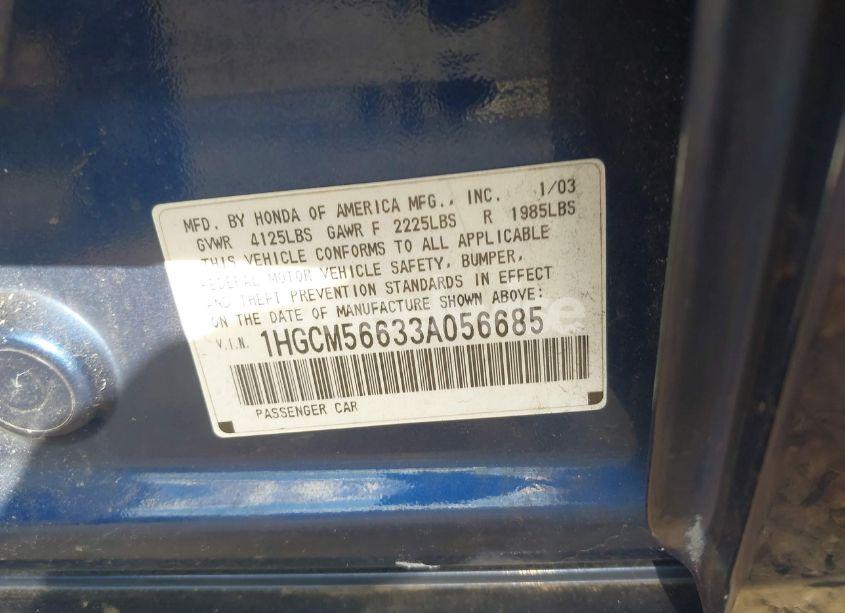 MFD. BY HONDA OF AMERICA MFG., INC. 1/03
GVWR 4125LBS GAWR F 2225LBS R 1985LBS
THIS VEHICLE CONFORMS TO ALL APPLICABLE
FEDERAL MOTOR VEHICLE SAFETY, BUMPER,
AND THEFT PREVENTION STANDARDS IN EFFECT
ON THE DATE OF MANUFACTURE SHOWN ABOVE:
V.I.N. 1HGCM56633A056685
PASSENGER CAR